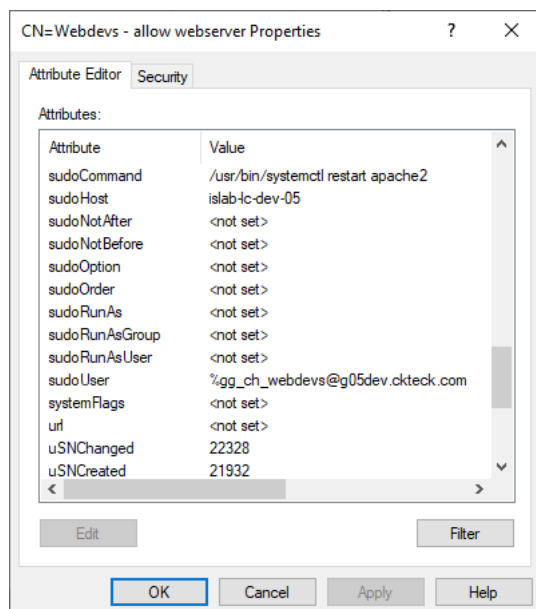 CN=Webdevs - allow webserver Properties ? ×
Attribute Editor Security
Attributes:
Attribute Value
sudoCommand /usr/bin/systemctl restart apache2
sudoHost islab-lc-dev-05
sudoNotAfter <not set>
sudoNotBefore <not set>
sudoOption <not set>
sudoOrder <not set>
sudoRunAs <not set>
sudoRunAsGroup <not set>
sudoRunAsUser <not set>
sudoUser %gg_ch_webdevs@g05dev.ckteck.com
systemFlags <not set>
url <not set>
uSNChanged 22328
uSNCreated 21932
Edit Filter
OK Cancel Apply Help